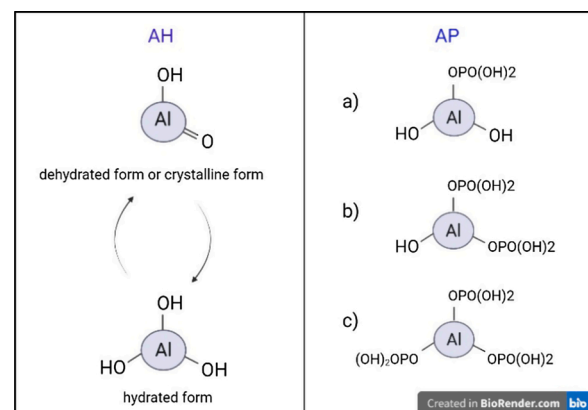 AH
OH
Al
O
dehydrated form or crystalline form
OH
Al
HO
OH
hydrated form
AP
a)
OPO(OH)2
Al
HO
OH
b)
OPO(OH)2
Al
HO
OPO(OH)2
c)
OPO(OH)2
Al
(OH)₂OPO
OPO(OH)2
Created in BioRender.com bio